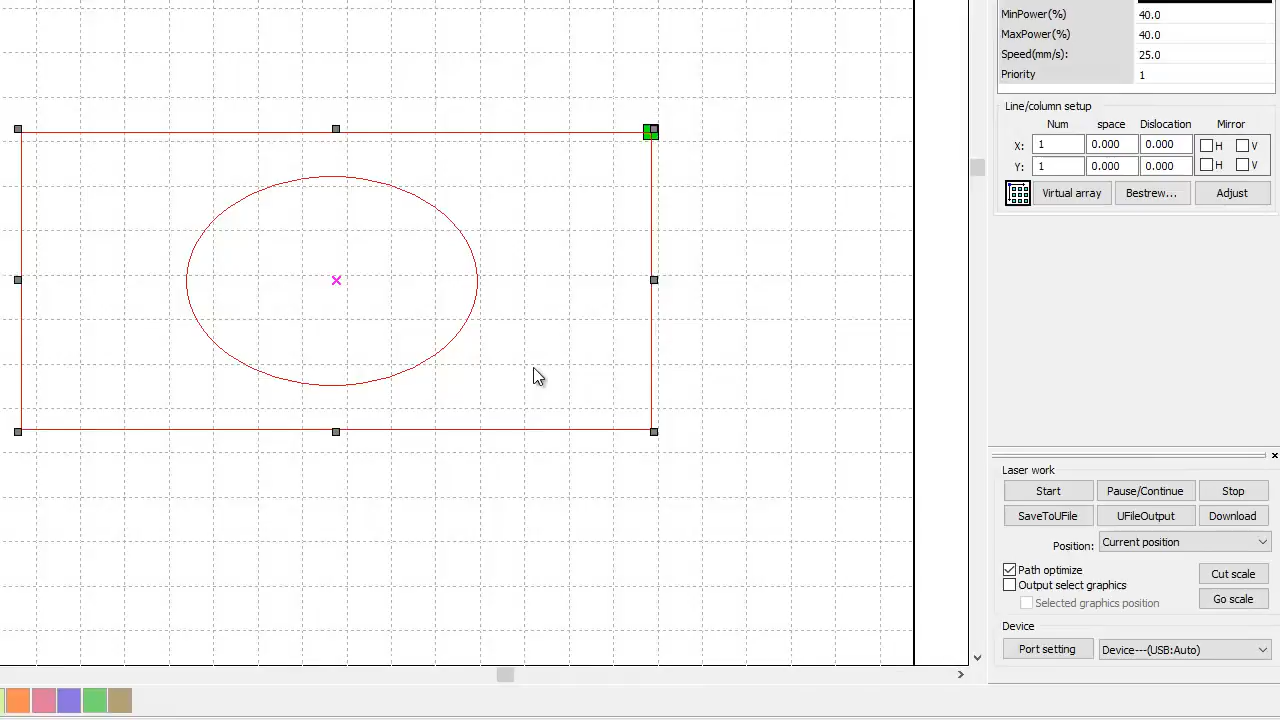 MinPower(%) 40.0
MaxPower(%) 40.0
Speed(mm/s): 25.0
Priority 1
Line/column setup
Num space Dislocation Mirror
X: 1 0.000 0.000 H V
Y: 1 0.000 0.000 H V
Virtual array Bestrew... Adjust
Laser work
Start Pause/Continue Stop
SaveToUFile UFileOutput Download
Position: Current position
Path optimize Cut scale
Output select graphics
Selected graphics position Go scale
Device
Port setting Device---(USB:Auto)